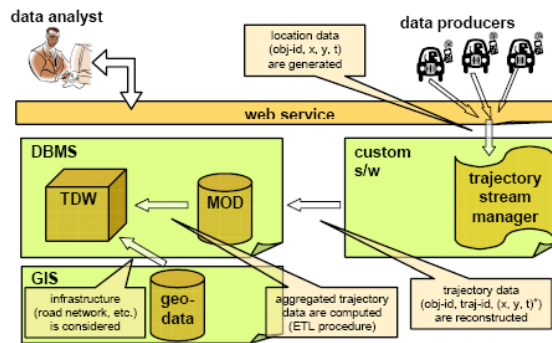 data analyst
data producers
location data
(obj-id, x, y, t)
are generated
web service
DBMS
custom
s/w
TDW
MOD
trajectory
stream
manager
GIS
infrastructure
(road network, etc.)
is considered
geo-
data
aggregated trajectory
data are computed
(ETL procedure)
trajectory data
(obj-id, traj-id, (x, y, t)*)
are reconstructed